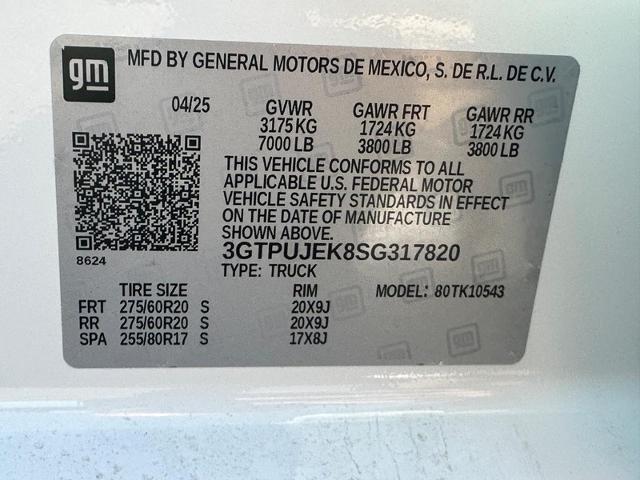 gm
MFD BY GENERAL MOTORS DE MEXICO, S. DE R.L. DE C.V.
04/25 GVWR GAWR FRT GAWR RR
3175 KG 1724 KG 1724 KG
7000 LB 3800 LB 3800 LB
THIS VEHICLE CONFORMS TO ALL
APPLICABLE U.S. FEDERAL MOTOR
VEHICLE SAFETY STANDARDS IN EFFECT
ON THE DATE OF MANUFACTURE
SHOWN ABOVE.
3GTPUJEK8SG317820
8624
TYPE: TRUCK
TIRE SIZE RIM MODEL: 80TK10543
FRT 275/60R20 S 20X9J
RR 275/60R20 S 20X9J
SPA 255/80R17 S 17X8J